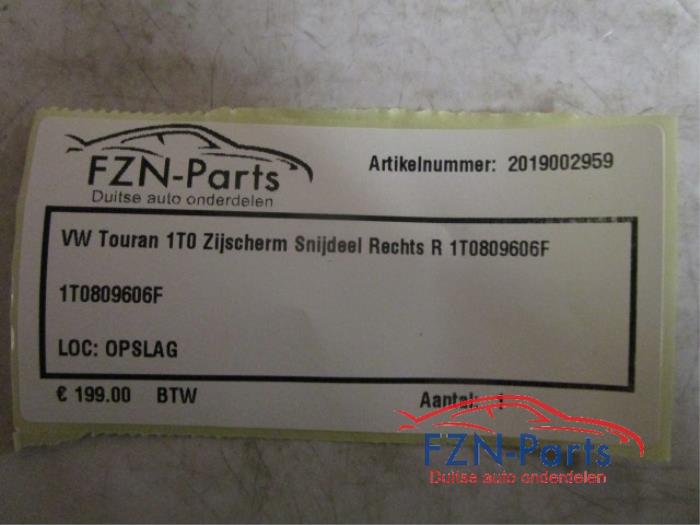 FZN-Parts
Duitse auto onderdelen
Artikelnummer: 2019002959
VW Touran 1T0 Zijscherm Snijdeel Rechts R 1T0809606F
1T0809606F
LOC: OPSLAG
€ 199.00 BTW
Aantal: 1
FZN-Parts
Duitse auto onderdelen